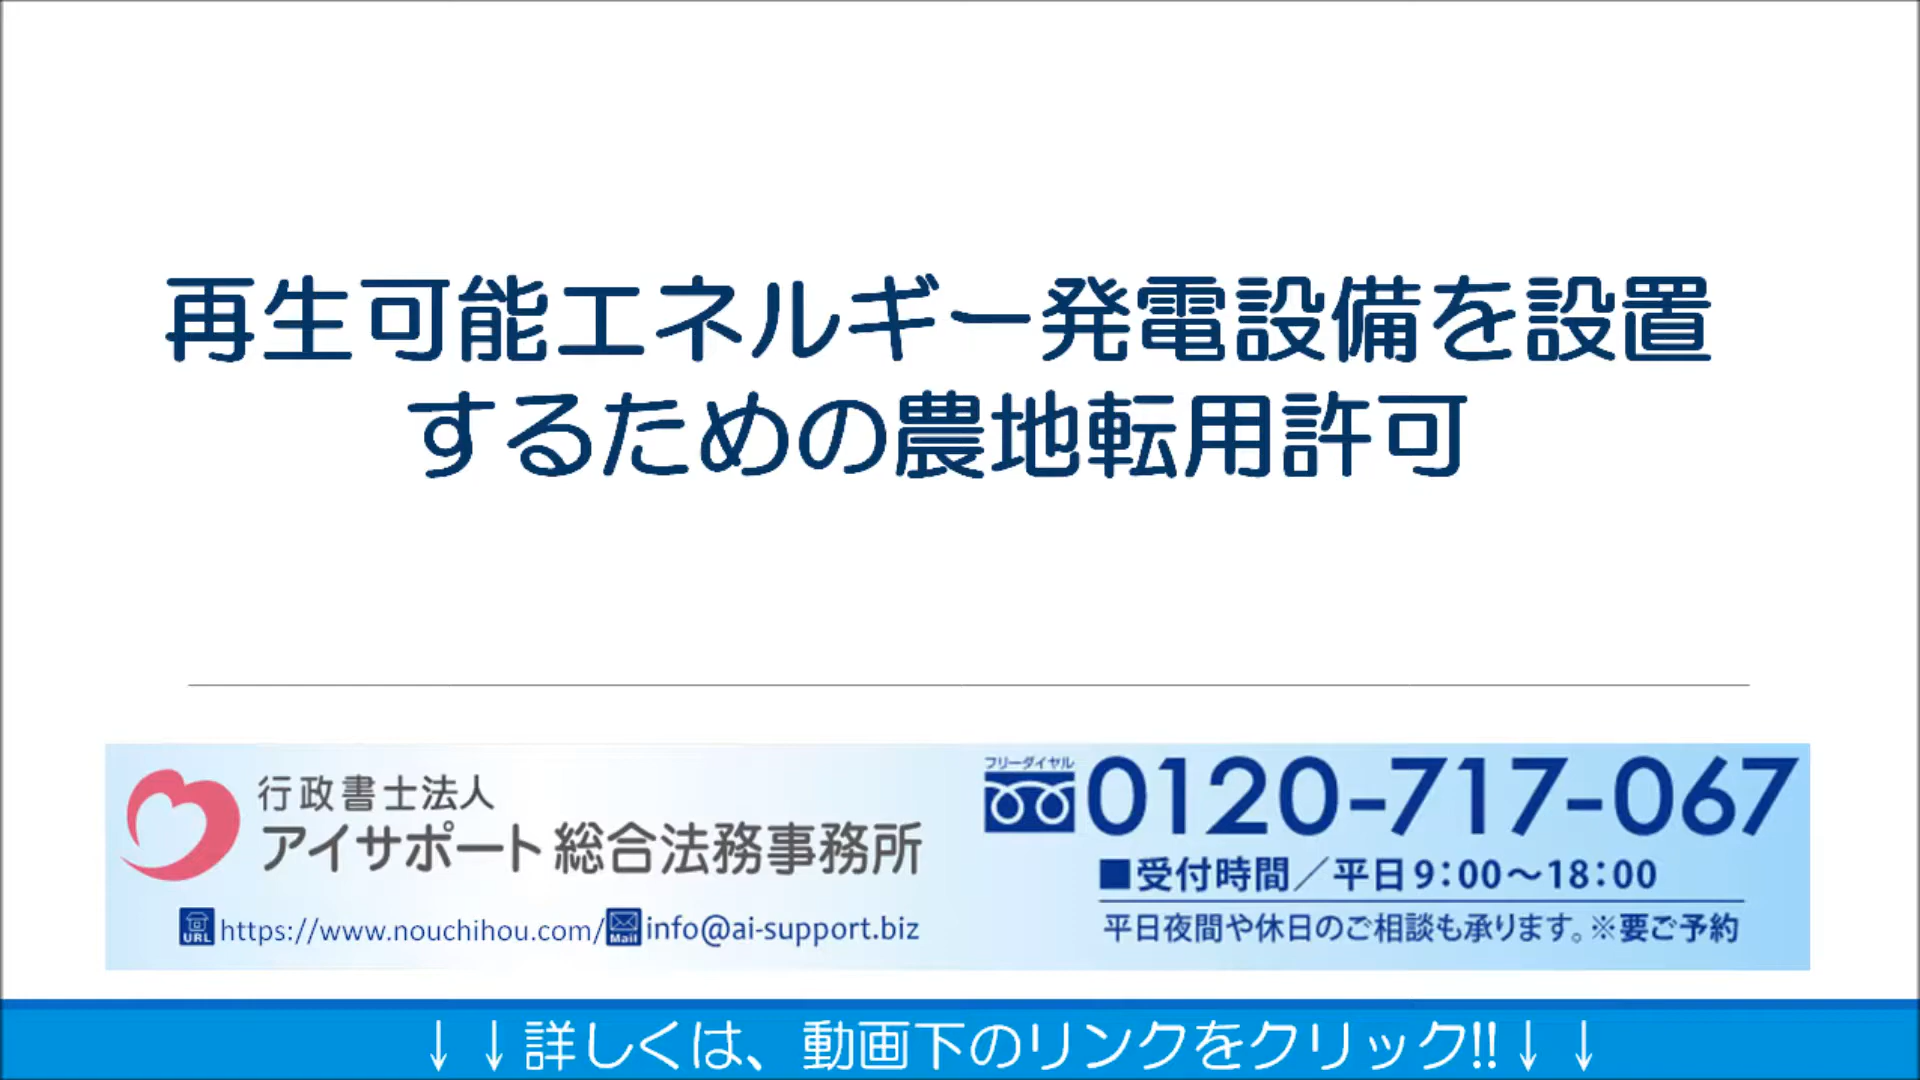 再生可能エネルギー発電設備を設置
するための農地転用許可
行政書士法人
アイサポート総合法務事務所
URL https://www.nouchihou.com/ Mail info@ai-support.biz
フリーダイヤル
0120-717-067
■受付時間／平日9:00～18:00
平日夜間や休日のご相談も承ります。※要ご予約
↓↓詳しくは、動画下のリンクをクリック!!↓↓